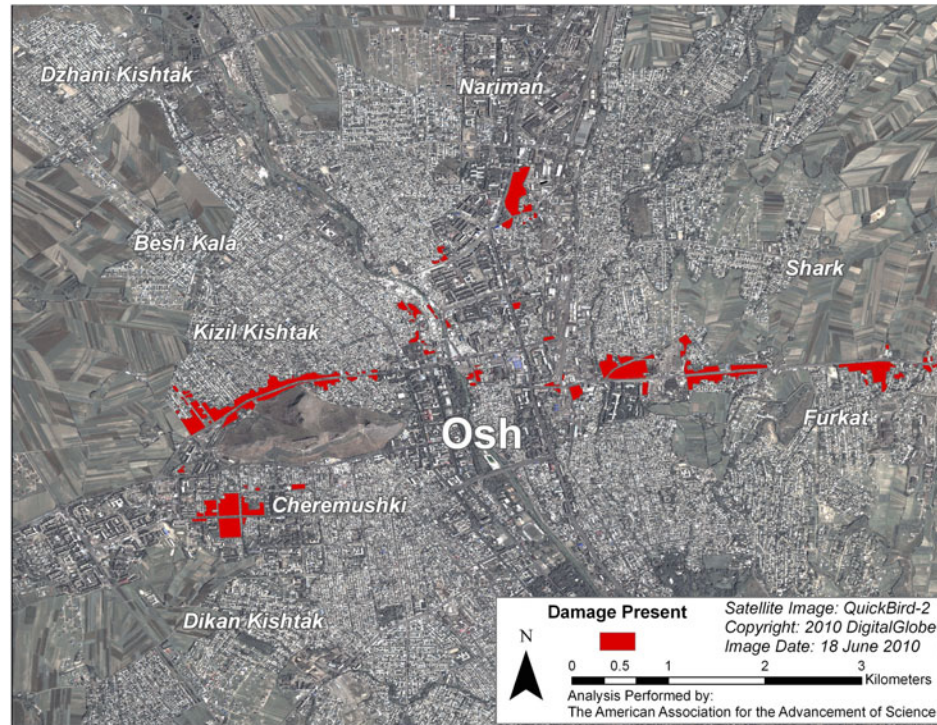 Dzhani Kishtak
Nariman
Besh Kala
Shark
Kizil Kishtak
Furkat
Osh
Cheremushki
Dikan Kishtak
Damage Present
Satellite Image: QuickBird-2
Copyright: 2010 DigitalGlobe
Image Date: 18 June 2010
N
0 0.5 1 2 3
Kilometers
Analysis Performed by:
The American Association for the Advancement of Science